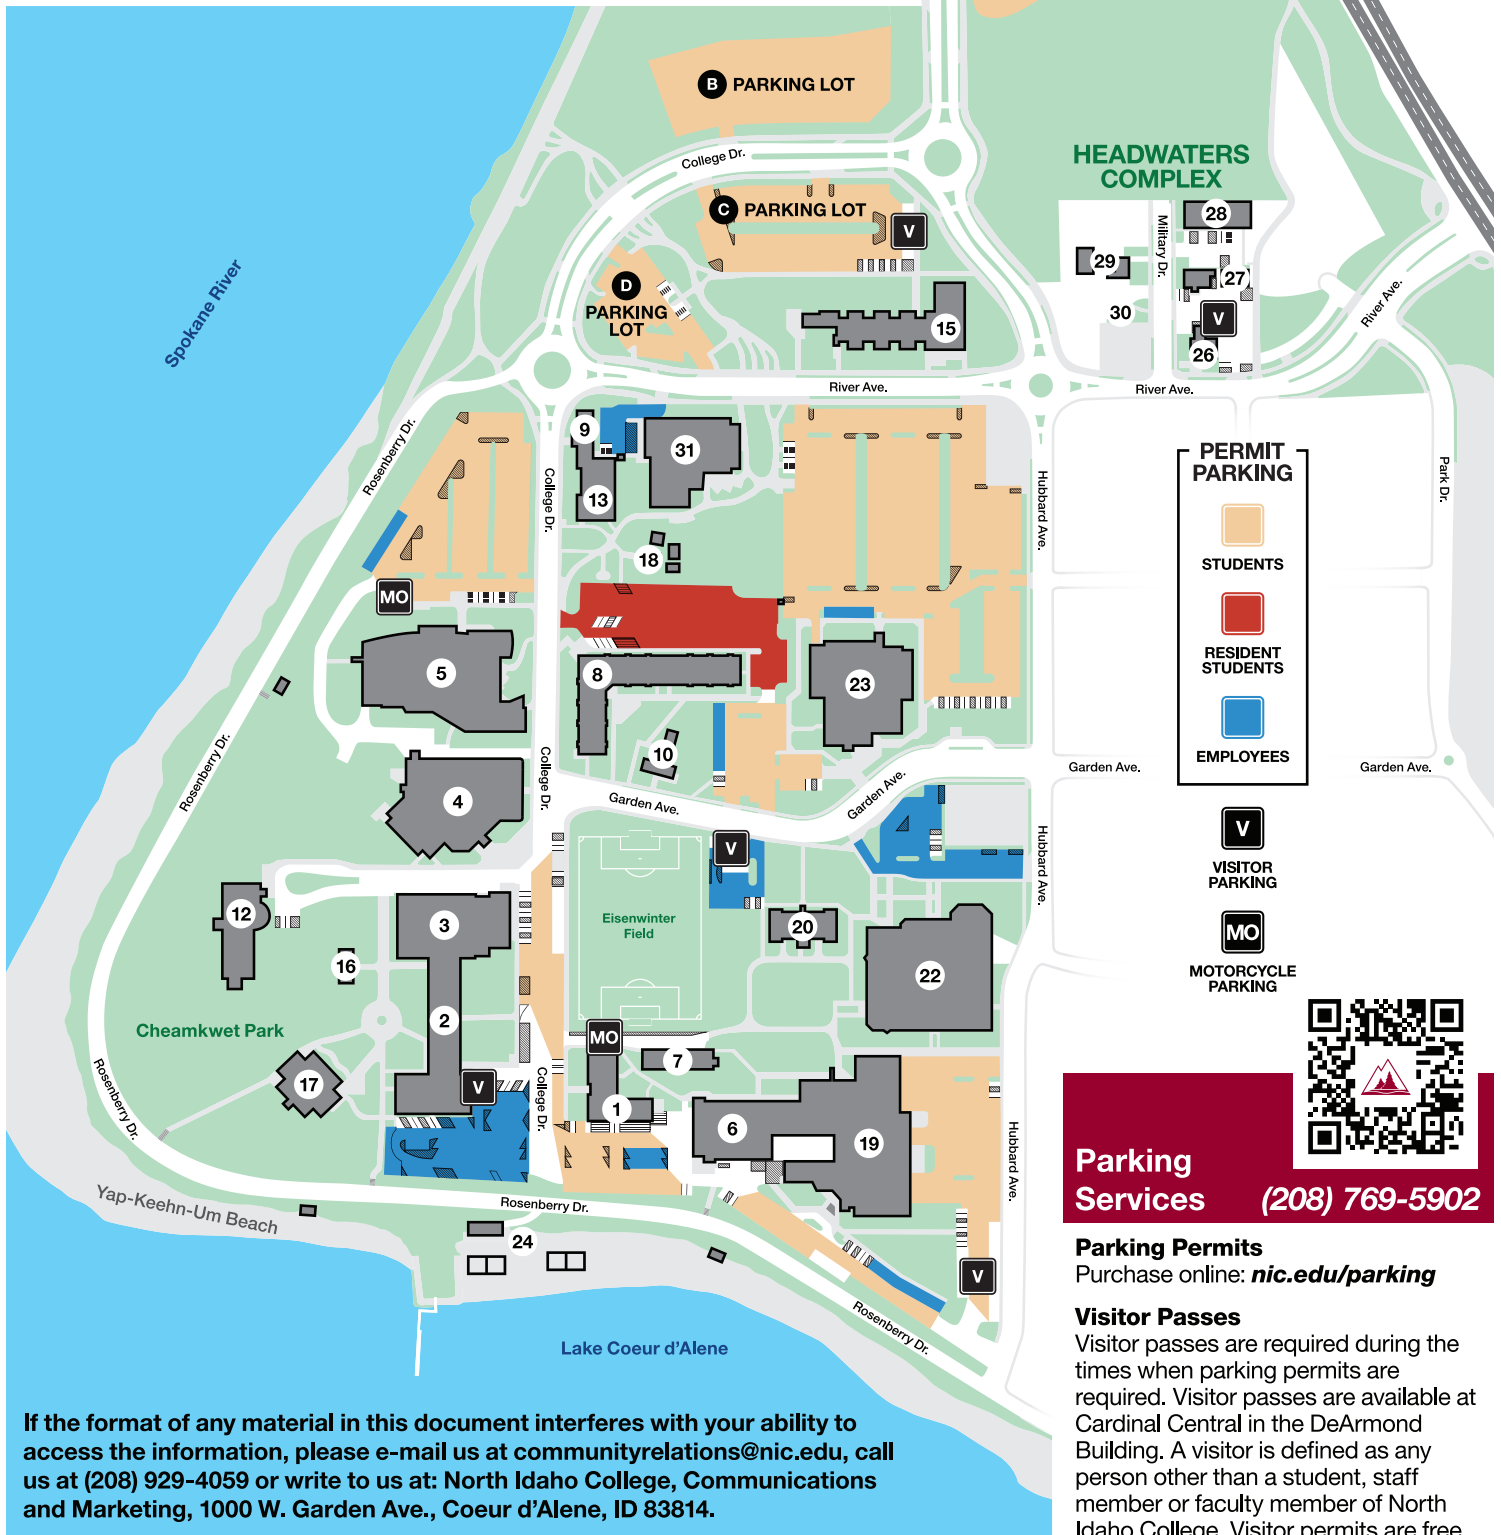 B PARKING LOT
College Dr.
HEADWATERS
COMPLEX
C PARKING LOT
V
28
Military Dr.
29
27
Spokane River
D
PARKING
LOT
30
V
15
26
River Ave.
River Ave.
River Ave.
Rosenberry Dr.
9
31
13
College Dr.
Hubbard Ave.
Park Dr.
18
MO
5
8
23
10
Rosenberry Dr.
College Dr.
Garden Ave.
Garden Ave.
Garden Ave.
Garden Ave.
4
V
Hubbard Ave.
12
3
Eisenwinter
Field
20
16
22
2
Cheamkwet Park
MO
7
17
V
Rosenberry Dr.
College Dr.
1
6
19
Hubbard Ave.
Yap-Keehn-Um Beach
Rosenberry Dr.
24
V
Rosenberry Dr.
Lake Coeur d'Alene
PERMIT
PARKING
STUDENTS
RESIDENT
STUDENTS
EMPLOYEES
V
VISITOR
PARKING
MO
MOTORCYCLE
PARKING
Parking
Services (208) 769-5902
Parking Permits
Purchase online: nic.edu/parking
Visitor Passes
Visitor passes are required during the
times when parking permits are
required. Visitor passes are available at
Cardinal Central in the DeArmond
Building. A visitor is defined as any
person other than a student, staff
member or faculty member of North
Idaho College. Visitor permits are free
If the format of any material in this document interferes with your ability to
access the information, please e-mail us at communityrelations@nic.edu, call
us at (208) 929-4059 or write to us at: North Idaho College, Communications
and Marketing, 1000 W. Garden Ave., Coeur d'Alene, ID 83814.